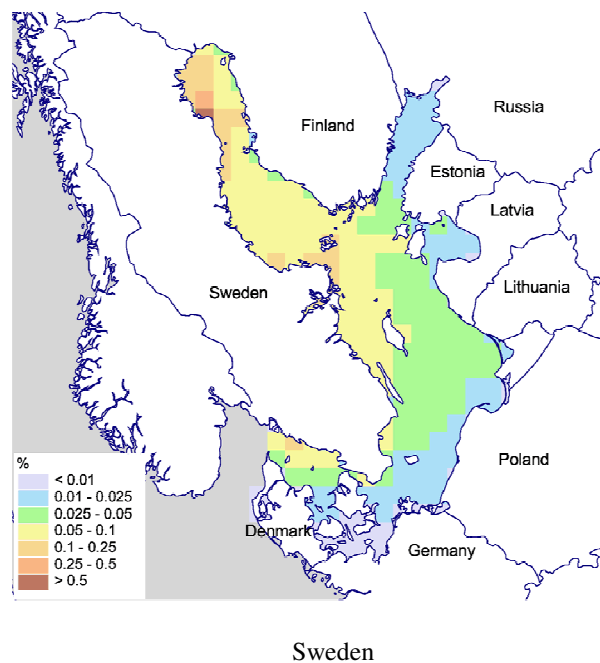 Russia
Finland
Estonia
Latvia
Sweden
Lithuania
%
< 0.01
0.01 - 0.025
0.025 - 0.05
0.05 - 0.1
0.1 - 0.25
0.25 - 0.5
> 0.5
Poland
Denmark
Germany
Sweden